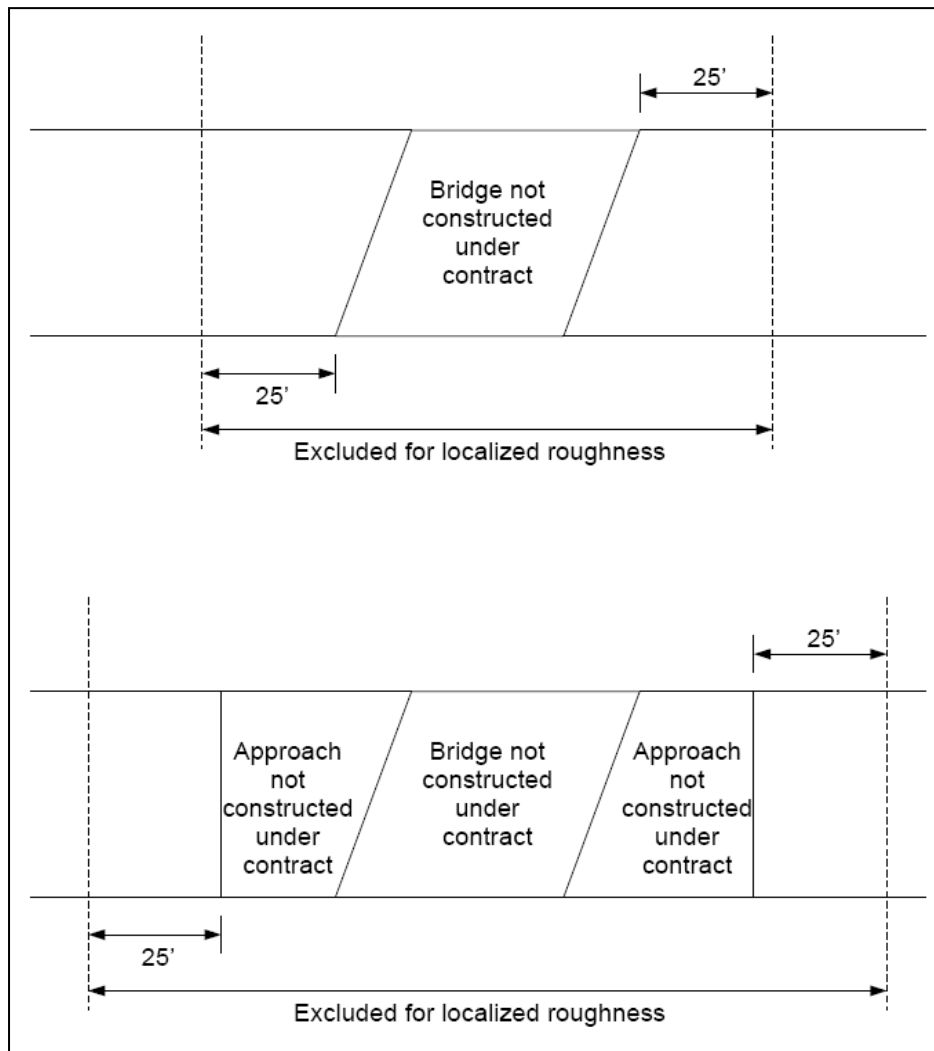 25’
Bridge not
constructed
under
contract
25’
Excluded for localized roughness
25’
Approach
not
constructed
under
contract
Bridge not
constructed
under
contract
Approach
not
constructed
under
contract
25’
Excluded for localized roughness